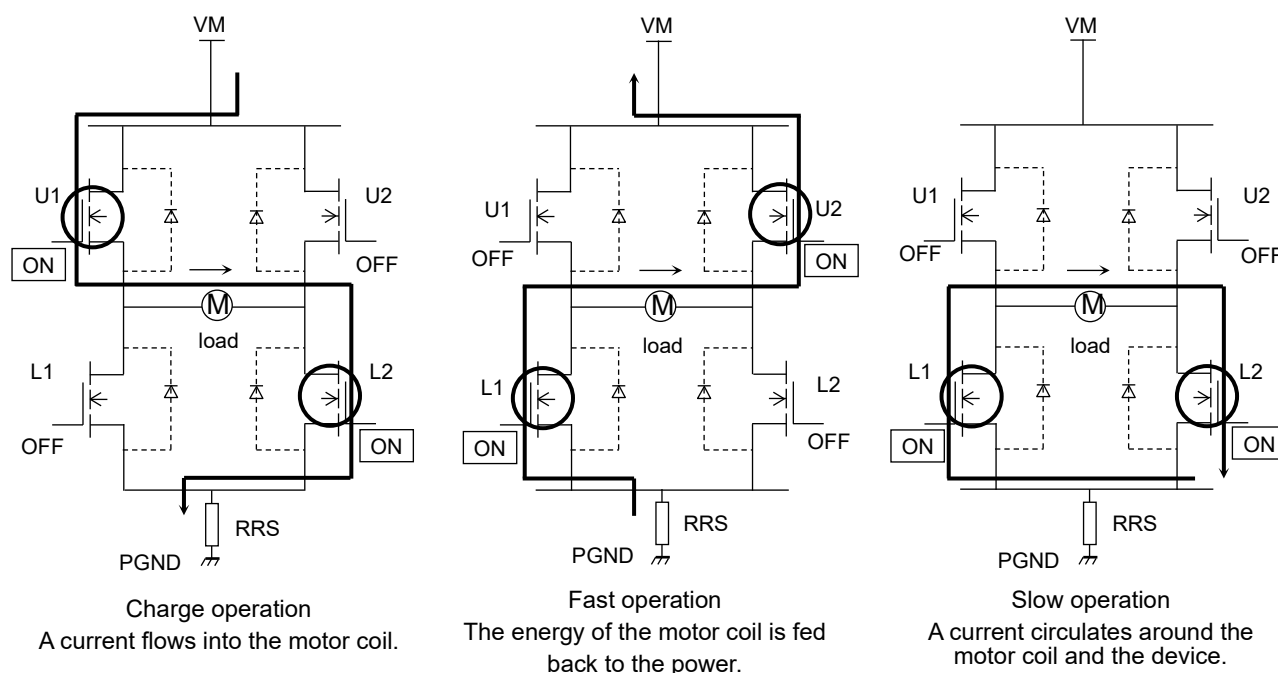 VM
U1
U2
ON
OFF
M
load
L1
L2
OFF
ON
RRS
PGND
Charge operation
A current flows into the motor coil.
VM
U1
U2
OFF
ON
M
load
L1
L2
ON
OFF
RRS
PGND
Fast operation
The energy of the motor coil is fed
back to the power.
VM
U1
U2
OFF
OFF
M
load
L1
L2
ON
ON
RRS
PGND
Slow operation
A current circulates around the
motor coil and the device.